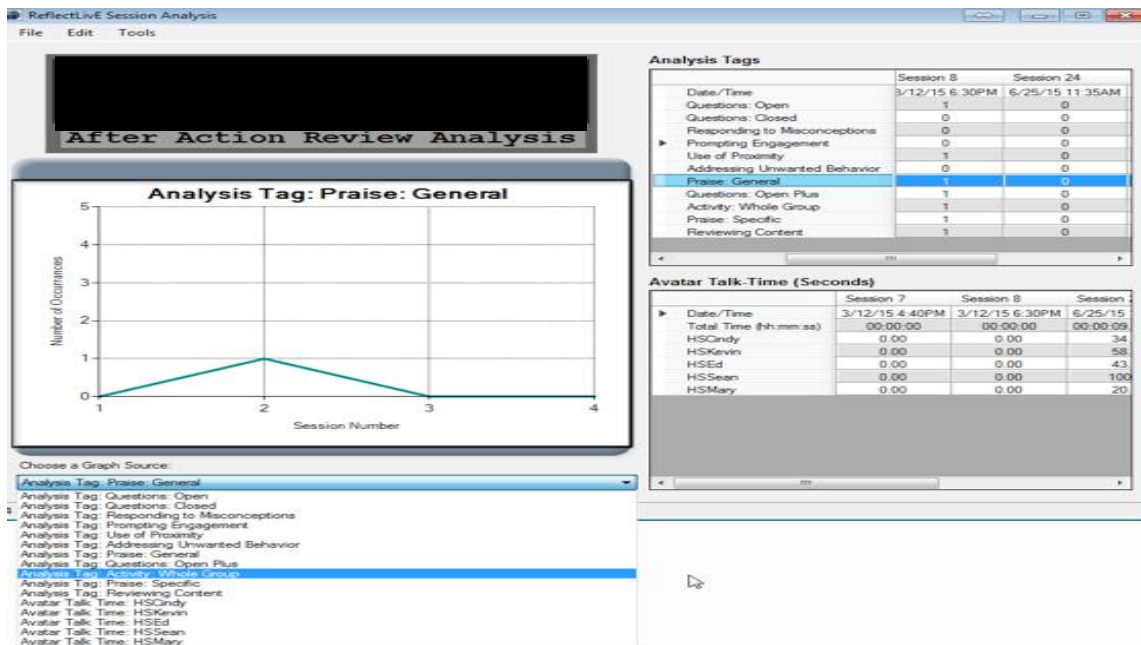 ReflectLivE Session Analysis
File Edit Tools
After Action Review Analysis
Analysis Tag: Praise: General
5
4
3
2
1
0
Number of Occurrances
1 2 3 4
Session Number
Choose a Graph Source:
Analysis Tag: Praise: General
Analysis Tag: Questions: Open
Analysis Tag: Questions: Closed
Analysis Tag: Responding to Misconceptions
Analysis Tag: Prompting Engagement
Analysis Tag: Use of Proximity
Analysis Tag: Addressing Unwanted Behavior
Analysis Tag: Praise: General
Analysis Tag: Questions: Open Plus
Analysis Tag: Activity: Whole Group
Analysis Tag: Praise: Specific
Analysis Tag: Reviewing Content
Avatar Talk Time: HSCindy
Avatar Talk Time: HSKevin
Avatar Talk Time: HSEd
Avatar Talk Time: HSSean
Avatar Talk Time: HSMary
Analysis Tags
Session 8 Session 24
Date/Time 3/12/15 6:30PM 6/25/15 11:35AM
Questions: Open 1 0
Questions: Closed 0 0
Responding to Misconceptions 0 0
Prompting Engagement 0 0
Use of Proximity 1 0
Addressing Unwanted Behavior 0 0
Praise: General 1 0
Questions: Open Plus 1 0
Activity: Whole Group 1 0
Praise: Specific 1 0
Reviewing Content 1 0
Avatar Talk-Time (Seconds)
Session 7 Session 8 Session
Date/Time 3/12/15 4:40PM 3/12/15 6:30PM 6/25/15
Total Time (hh:mm:ss) 00:00:00 00:00:00 00:00:09.
HSCindy 0.00 0.00 34.
HSKevin 0.00 0.00 58.
HSEd 0.00 0.00 43.
HSSean 0.00 0.00 100
HSMary 0.00 0.00 20.